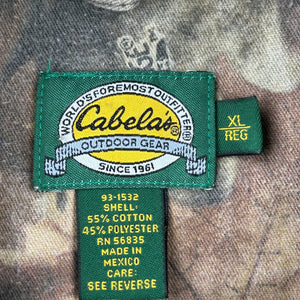 WORLD'S FOREMOST OUTFITTER®
Cabela's®
OUTDOOR GEAR
SINCE 1961
XL
REG
93-1532
SHELL:
55% COTTON
45% POLYESTER
RN 56835
MADE IN
MEXICO
CARE:
SEE REVERSE